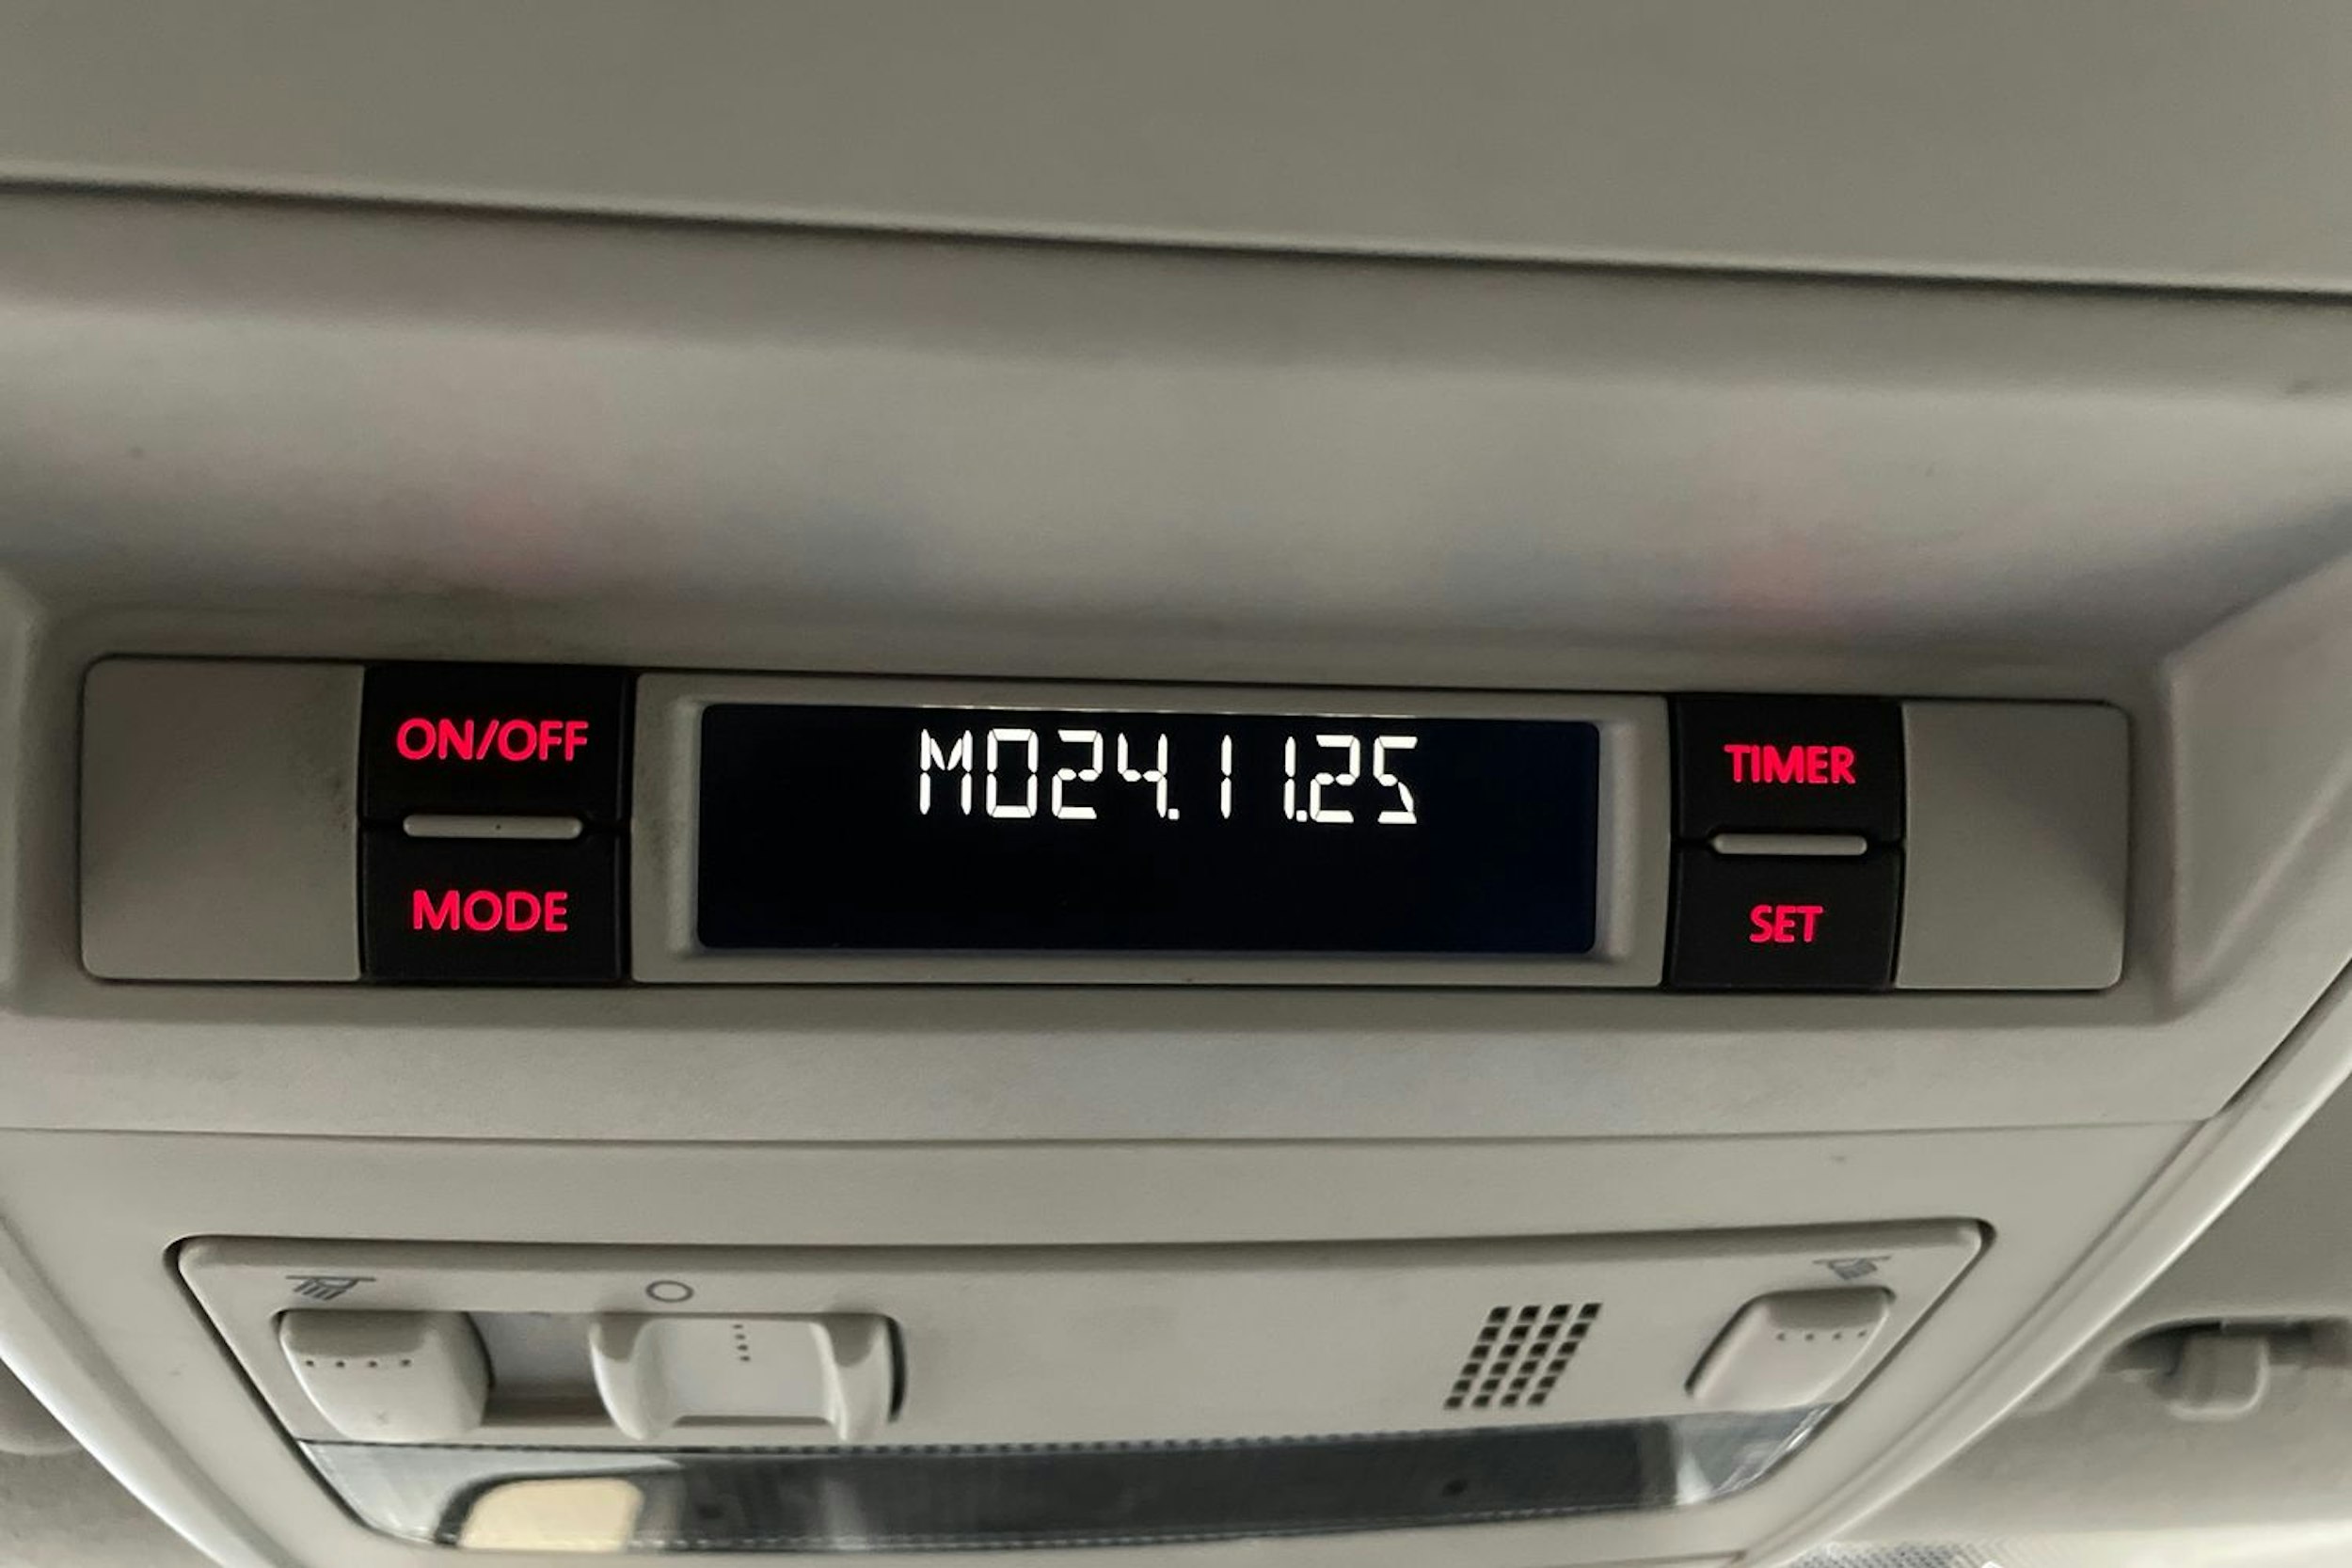 ON/OFF
MODE
MO24.11.25
TIMER
SET